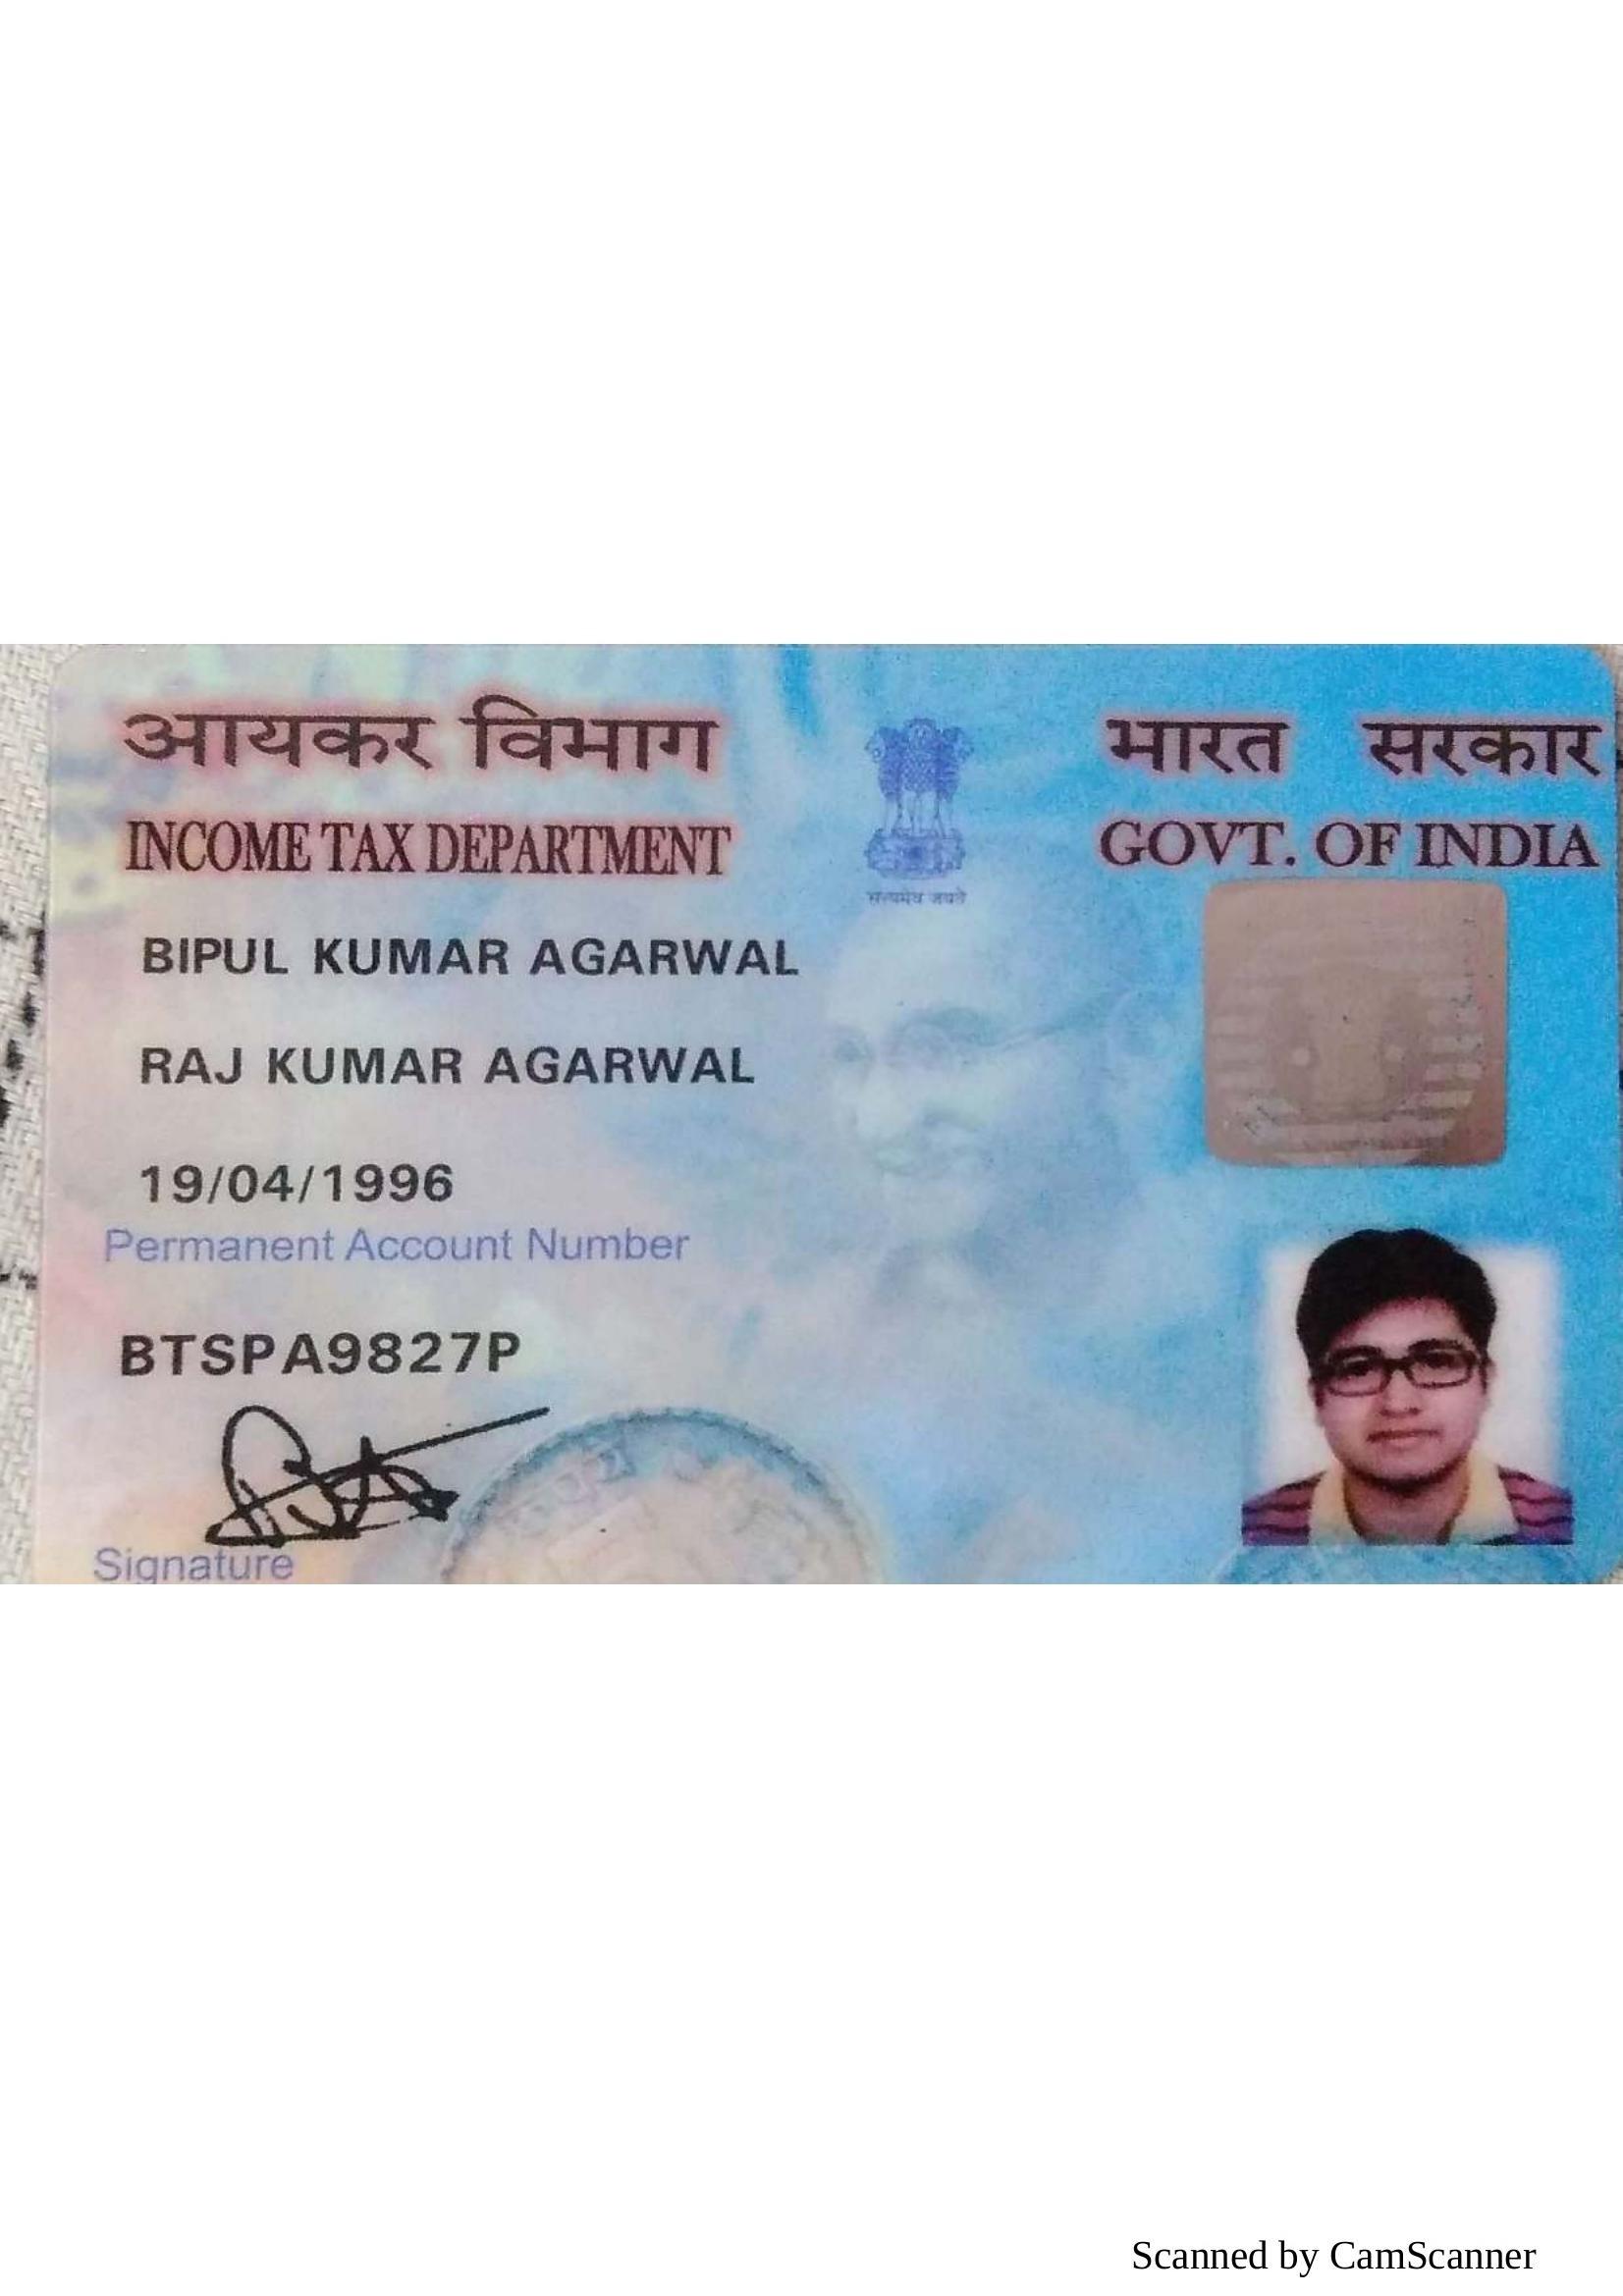 आयकर विभाग
INCOME TAX DEPARTMENT
भारत सरकार
GOVT. OF INDIA
सत्यमेव जयते
BIPUL KUMAR AGARWAL
RAJ KUMAR AGARWAL
19/04/1996
Permanent Account Number
BTSPA9827P
Signature
Scanned by CamScanner